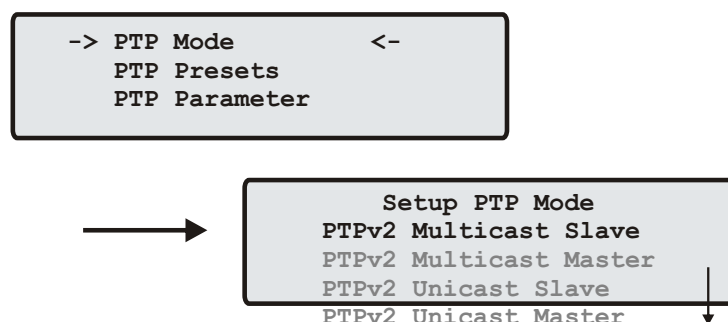 -> PTP Mode <-
PTP Presets
PTP Parameter
Setup PTP Mode
PTPv2 Multicast Slave
PTPv2 Multicast Master
PTPv2 Unicast Slave
PTPv2 Unicast Master